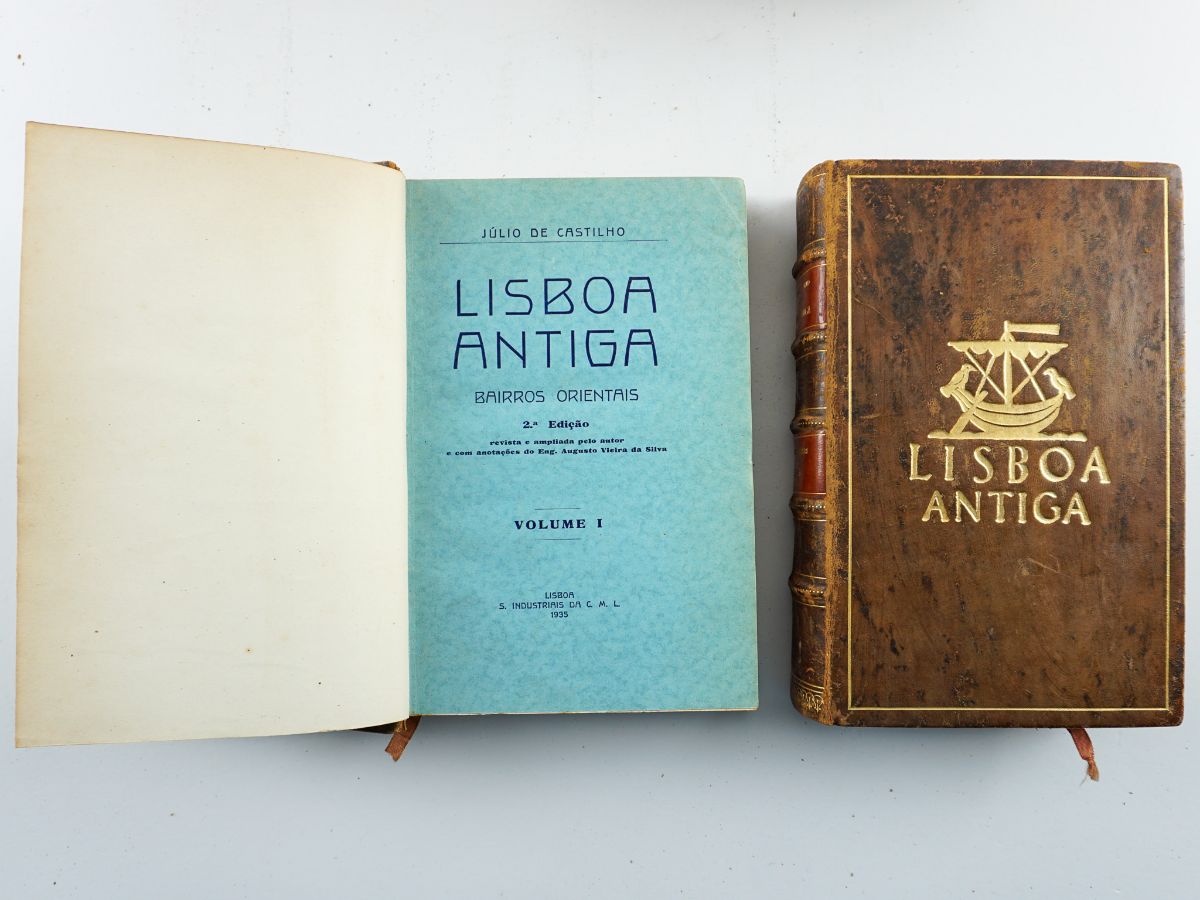 JÚLIO DE CASTILHO
LISBOA
ANTIGA
BAIRROS ORIENTAIS
2.ª Edição
revista e ampliada pelo autor
e com anotações do Eng. Augusto Vieira da Silva
VOLUME I
LISBOA
S. INDUSTRIAIS DA C. M. L.
1935
LISBOA
ANTIGA